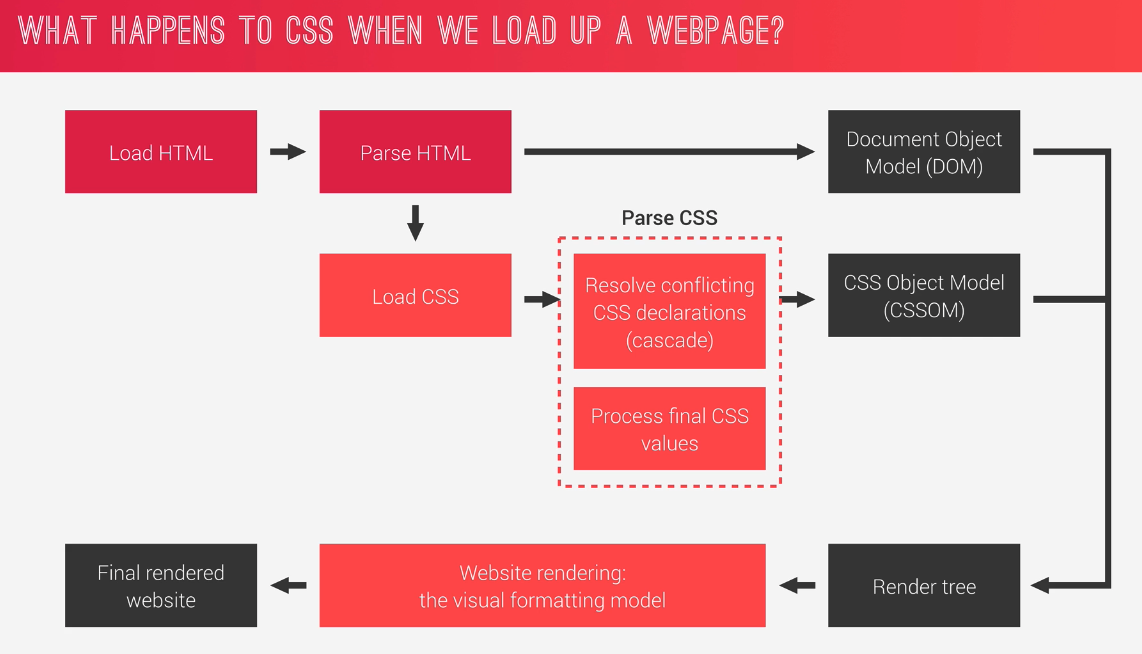 WHAT HAPPENS TO CSS WHEN WE LOAD UP A WEBPAGE?
Load HTML
Parse HTML
Document Object
Model (DOM)
Parse CSS
Load CSS
Resolve conflicting
CSS declarations
(cascade)
Process final CSS
values
CSS Object Model
(CSSOM)
Final rendered
website
Website rendering:
the visual formatting model
Render tree